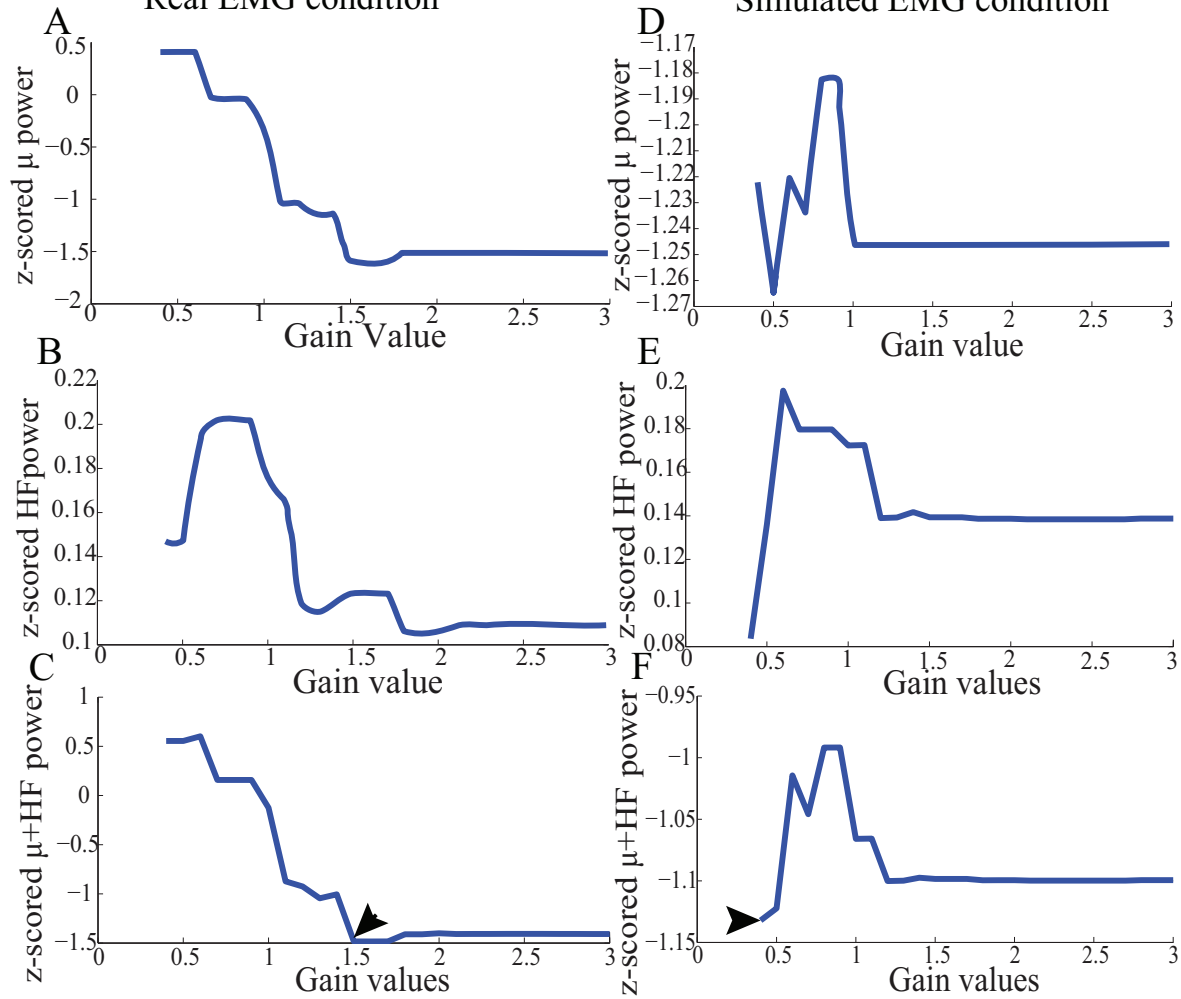 Real EMG condition
Simulated EMG condition
A
z-scored μ power
0.5
0
−0.5
−1
−1.5
−2
0 0.5 1 1.5 2 2.5 3
Gain Value
D
z-scored μ power
−1.17
−1.18
−1.19
−1.2
−1.21
−1.22
−1.23
−1.24
−1.25
−1.26
−1.27
0 0.5 1 1.5 2 2.5 3
Gain value
B
z-scored HFpower
0.22
0.2
0.18
0.16
0.14
0.12
0.1
0 0.5 1 1.5 2 2.5 3
Gain value
E
z-scored HF power
0.2
0.18
0.16
0.14
0.12
0.1
0.08
0 0.5 1 1.5 2 2.5 3
Gain values
C
z-scored μ+HF power
1
0.5
0
−0.5
−1
−1.5
0 0.5 1 1.5 2 2.5 3
Gain values
F
z-scored μ+HF power
−0.95
−1
−1.05
−1.1
−1.15
0 0.5 1 1.5 2 2.5 3
Gain values